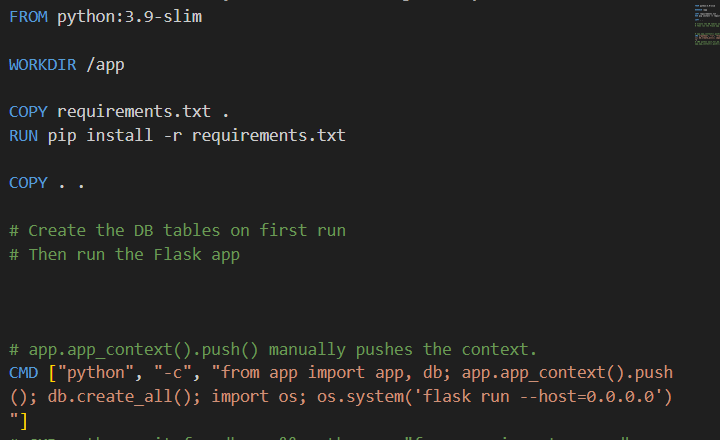 FROM python:3.9-slim
WORKDIR /app
COPY requirements.txt .
RUN pip install -r requirements.txt
COPY . .
# Create the DB tables on first run
# Then run the Flask app
# app.app_context().push() manually pushes the context.
CMD ["python", "-c", "from app import app, db; app.app_context().push
(); db.create_all(); import os; os.system('flask run --host=0.0.0.0')
"]